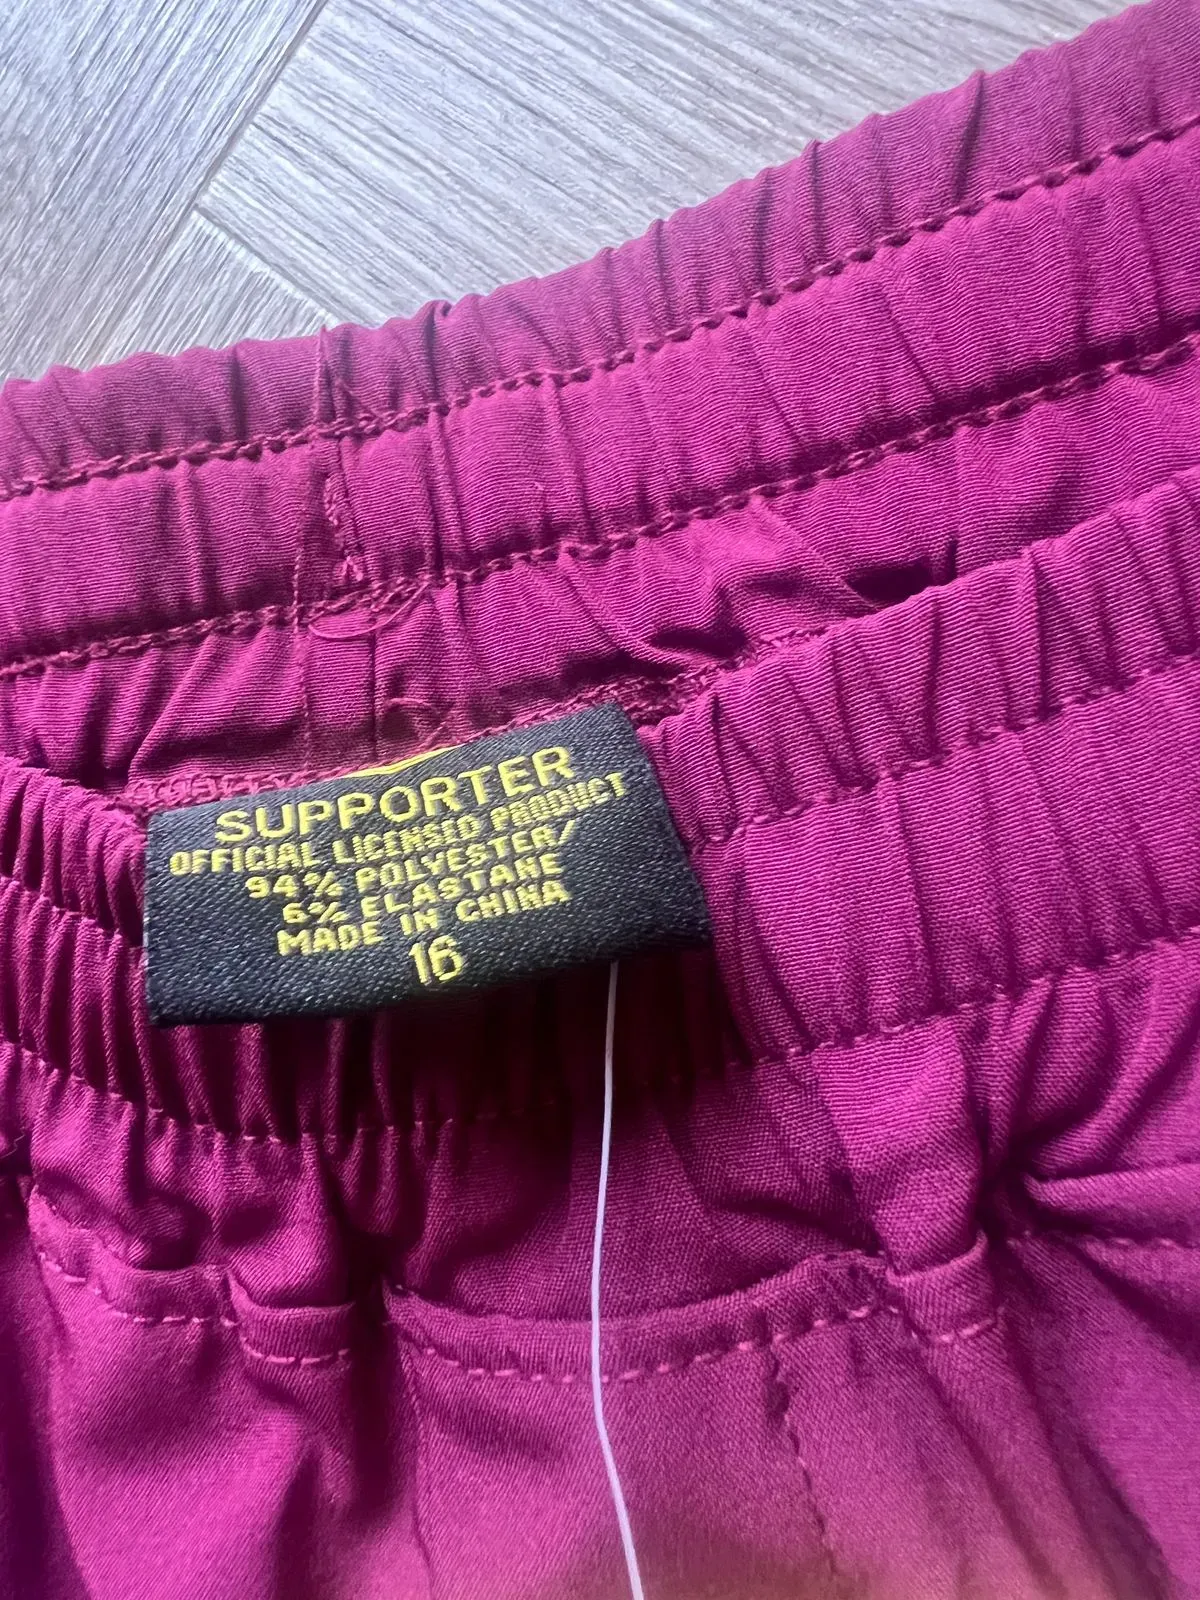 SUPPORTER
OFFICIAL LICENSED PRODUCT
94% POLYESTER/
6% ELASTANE
MADE IN CHINA
16